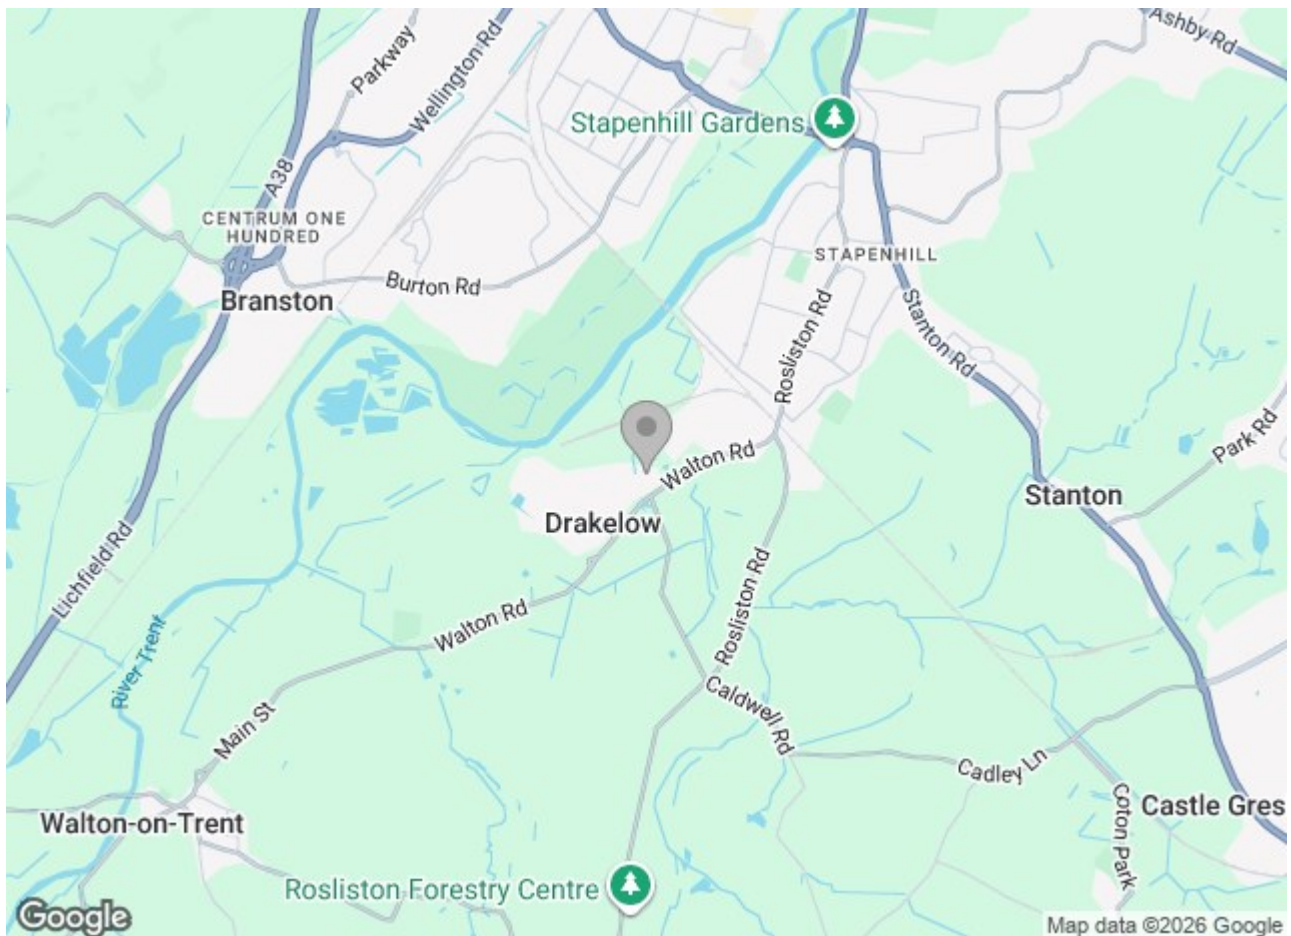 Ashby Rd
Parkway
Wellington Rd
Stapenhill Gardens
A38
CENTRUM ONE
HUNDRED
STAPENHILL
Burton Rd
Branston
Rosliston Rd
Stanton Rd
Park Rd
Walton Rd
Stanton
Drakelow
Lichfield Rd
Walton Rd
Rosliston Rd
River Trent
Main St
Caldwell Rd
Cadley Ln
Coton Park
Castle Gres
Walton-on-Trent
Rosliston Forestry Centre
Google
Map data ©2026 Google